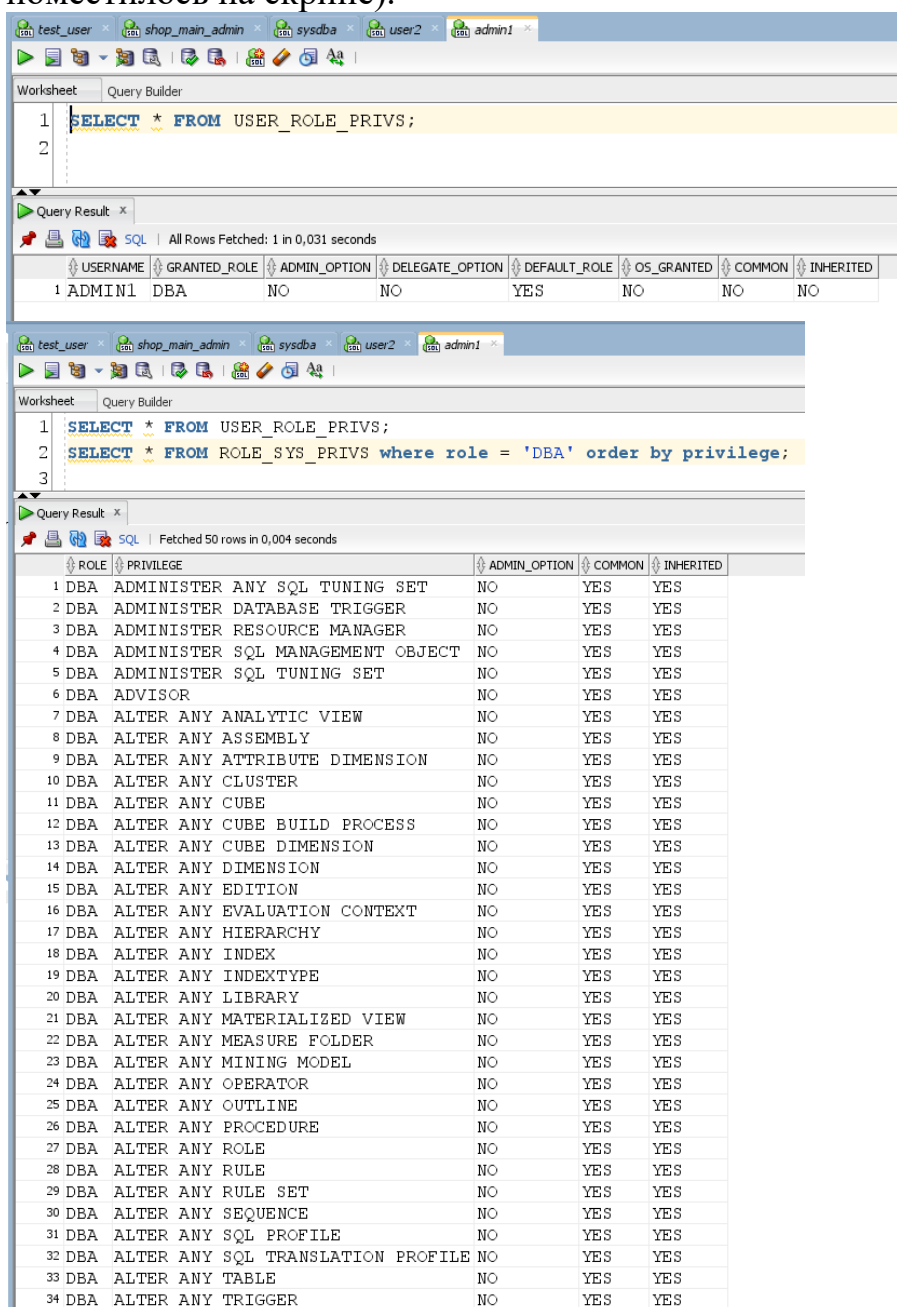 поместилось на скрине).
test_user shop_main_admin sysdba user2 admin1
Worksheet Query Builder
1 SELECT * FROM USER_ROLE_PRIVS;
2
Query Result x
SQL | All Rows Fetched: 1 in 0,031 seconds
USERNAME GRANTED_ROLE ADMIN_OPTION DELEGATE_OPTION DEFAULT_ROLE OS_GRANTED COMMON INHERITED
1 ADMIN1 DBA NO NO YES NO NO NO
test_user shop_main_admin sysdba user2 admin1
Worksheet Query Builder
1 SELECT * FROM USER_ROLE_PRIVS;
2 SELECT * FROM ROLE_SYS_PRIVS where role = 'DBA' order by privilege;
3
Query Result x
SQL | Fetched 50 rows in 0,004 seconds
ROLE PRIVILEGE ADMIN_OPTION COMMON INHERITED
1 DBA ADMINISTER ANY SQL TUNING SET NO YES YES
2 DBA ADMINISTER DATABASE TRIGGER NO YES YES
3 DBA ADMINISTER RESOURCE MANAGER NO YES YES
4 DBA ADMINISTER SQL MANAGEMENT OBJECT NO YES YES
5 DBA ADMINISTER SQL TUNING SET NO YES YES
6 DBA ADVISOR NO YES YES
7 DBA ALTER ANY ANALYTIC VIEW NO YES YES
8 DBA ALTER ANY ASSEMBLY NO YES YES
9 DBA ALTER ANY ATTRIBUTE DIMENSION NO YES YES
10 DBA ALTER ANY CLUSTER NO YES YES
11 DBA ALTER ANY CUBE NO YES YES
12 DBA ALTER ANY CUBE BUILD PROCESS NO YES YES
13 DBA ALTER ANY CUBE DIMENSION NO YES YES
14 DBA ALTER ANY DIMENSION NO YES YES
15 DBA ALTER ANY EDITION NO YES YES
16 DBA ALTER ANY EVALUATION CONTEXT NO YES YES
17 DBA ALTER ANY HIERARCHY NO YES YES
18 DBA ALTER ANY INDEX NO YES YES
19 DBA ALTER ANY INDEXTYPE NO YES YES
20 DBA ALTER ANY LIBRARY NO YES YES
21 DBA ALTER ANY MATERIALIZED VIEW NO YES YES
22 DBA ALTER ANY MEASURE FOLDER NO YES YES
23 DBA ALTER ANY MINING MODEL NO YES YES
24 DBA ALTER ANY OPERATOR NO YES YES
25 DBA ALTER ANY OUTLINE NO YES YES
26 DBA ALTER ANY PROCEDURE NO YES YES
27 DBA ALTER ANY ROLE NO YES YES
28 DBA ALTER ANY RULE NO YES YES
29 DBA ALTER ANY RULE SET NO YES YES
30 DBA ALTER ANY SEQUENCE NO YES YES
31 DBA ALTER ANY SQL PROFILE NO YES YES
32 DBA ALTER ANY SQL TRANSLATION PROFILE NO YES YES
33 DBA ALTER ANY TABLE NO YES YES
34 DBA ALTER ANY TRIGGER NO YES YES